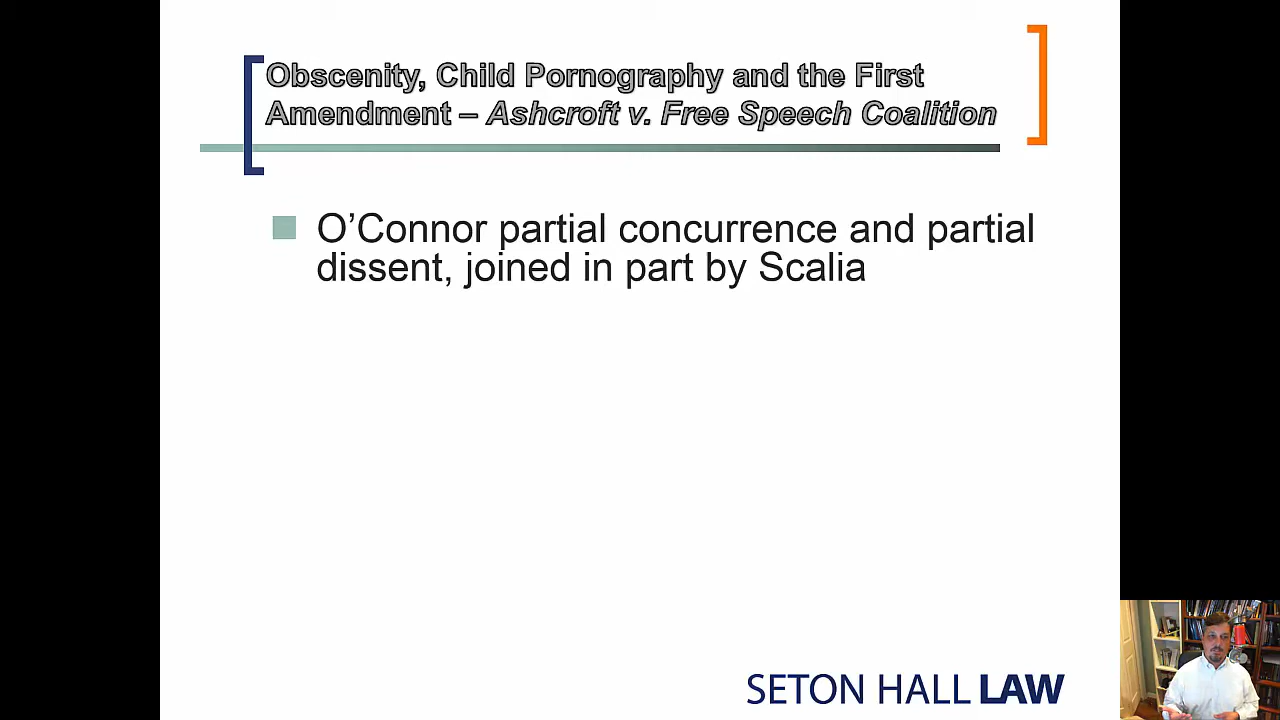 Obscenity, Child Pornography and the First
Amendment – Ashcroft v. Free Speech Coalition
O’Connor partial concurrence and partial
dissent, joined in part by Scalia
SETON HALL LAW